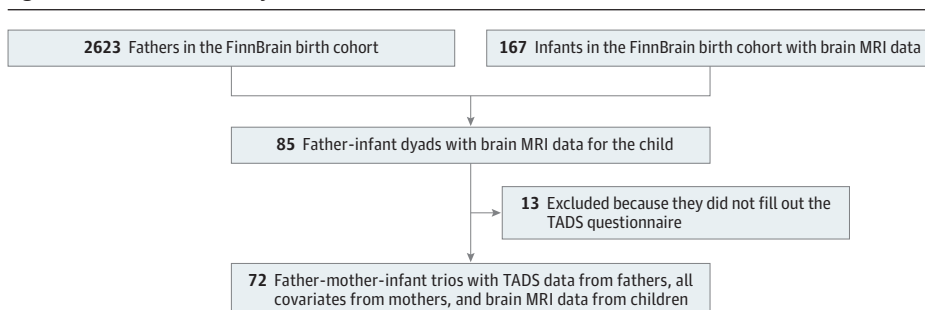 2623 Fathers in the FinnBrain birth cohort
167 Infants in the FinnBrain birth cohort with brain MRI data
85 Father-infant dyads with brain MRI data for the child
13 Excluded because they did not fill out the
TADS questionnaire
72 Father-mother-infant trios with TADS data from fathers, all
covariates from mothers, and brain MRI data from children